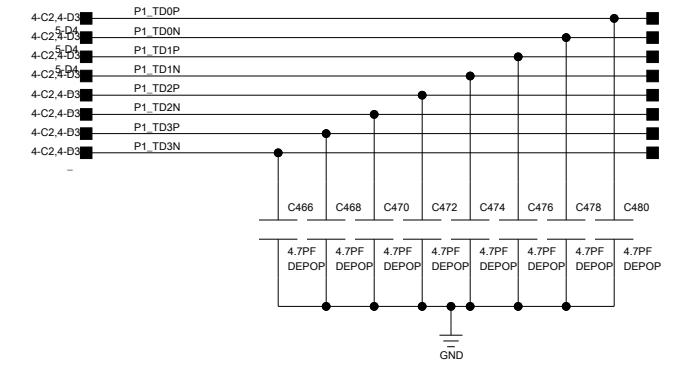 4-C2,4-D3 P1_TD0P
5-D4
4-C2,4-D3 P1_TD0N
5-D4
4-C2,4-D3 P1_TD1P
5-D4
4-C2,4-D3 P1_TD1N
4-C2,4-D3 P1_TD2P
4-C2,4-D3 P1_TD2N
4-C2,4-D3 P1_TD3P
4-C2,4-D3 P1_TD3N
C466 C468 C470 C472 C474 C476 C478 C480
4.7PF 4.7PF 4.7PF 4.7PF 4.7PF 4.7PF 4.7PF 4.7PF
DEPOP DEPOP DEPOP DEPOP DEPOP DEPOP DEPOP DEPOP
GND